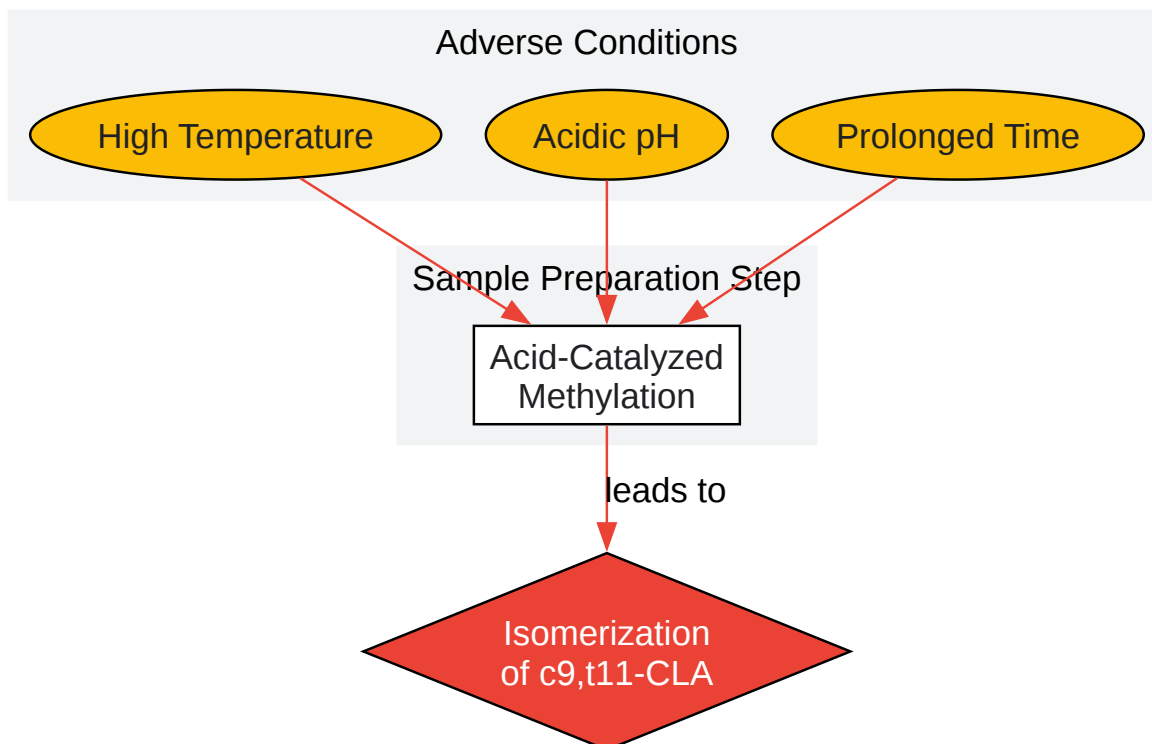 Adverse Conditions
High Temperature
Acidic pH
Prolonged Time
Sample Preparation Step
Acid-Catalyzed
Methylation
leads to
Isomerization
of c9,t11-CLA